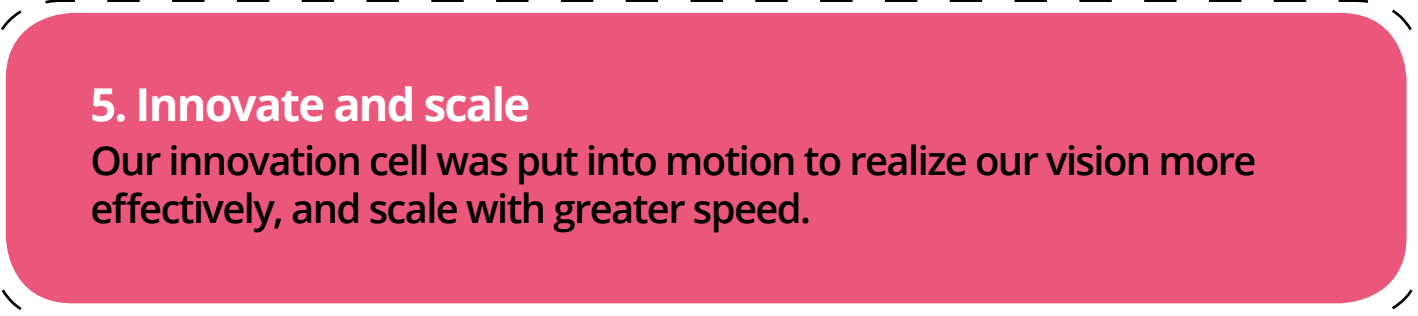 5. Innovate and scale
Our innovation cell was put into motion to realize our vision more
effectively, and scale with greater speed.